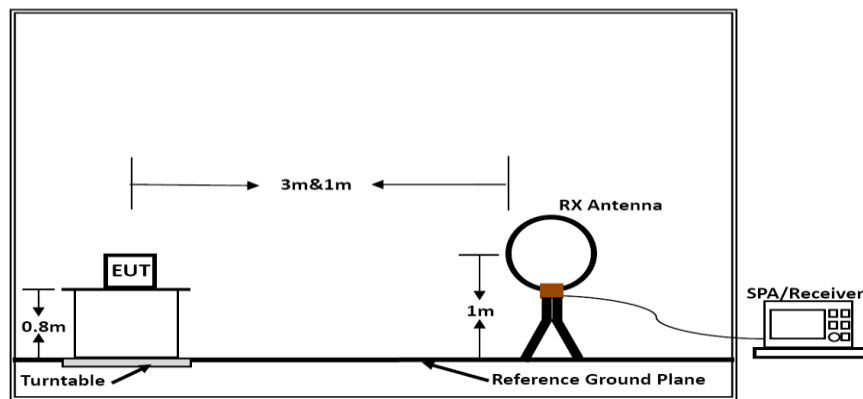 3m&1m
RX Antenna
EUT
SPA/Receiver
0.8m
1m
Turntable
Reference Ground Plane